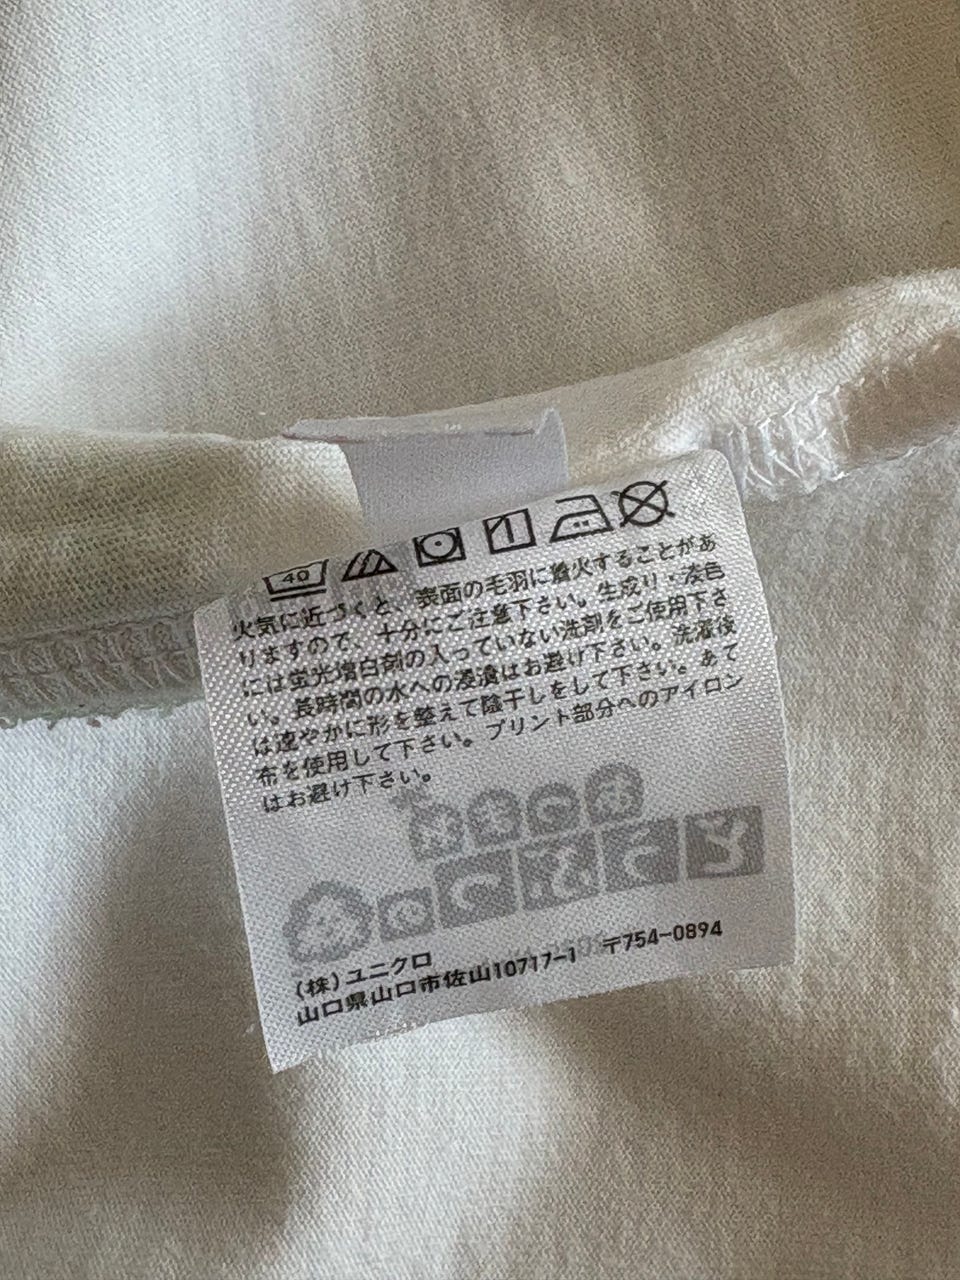 40
火気に近づくと、表面の毛羽に着火することがあ
りますので、十分にご注意下さい。生成り・淡色
には蛍光増白剤の入っていない洗剤をご使用下さ
い。長時間の水への浸漬はお避け下さい。洗濯後
は速やかに形を整えて陰干しをして下さい。あて
布を使用して下さい。プリント部分へのアイロン
はお避け下さい。
(株)ユニクロ
山口県山口市佐山10717-1 〒754-0894